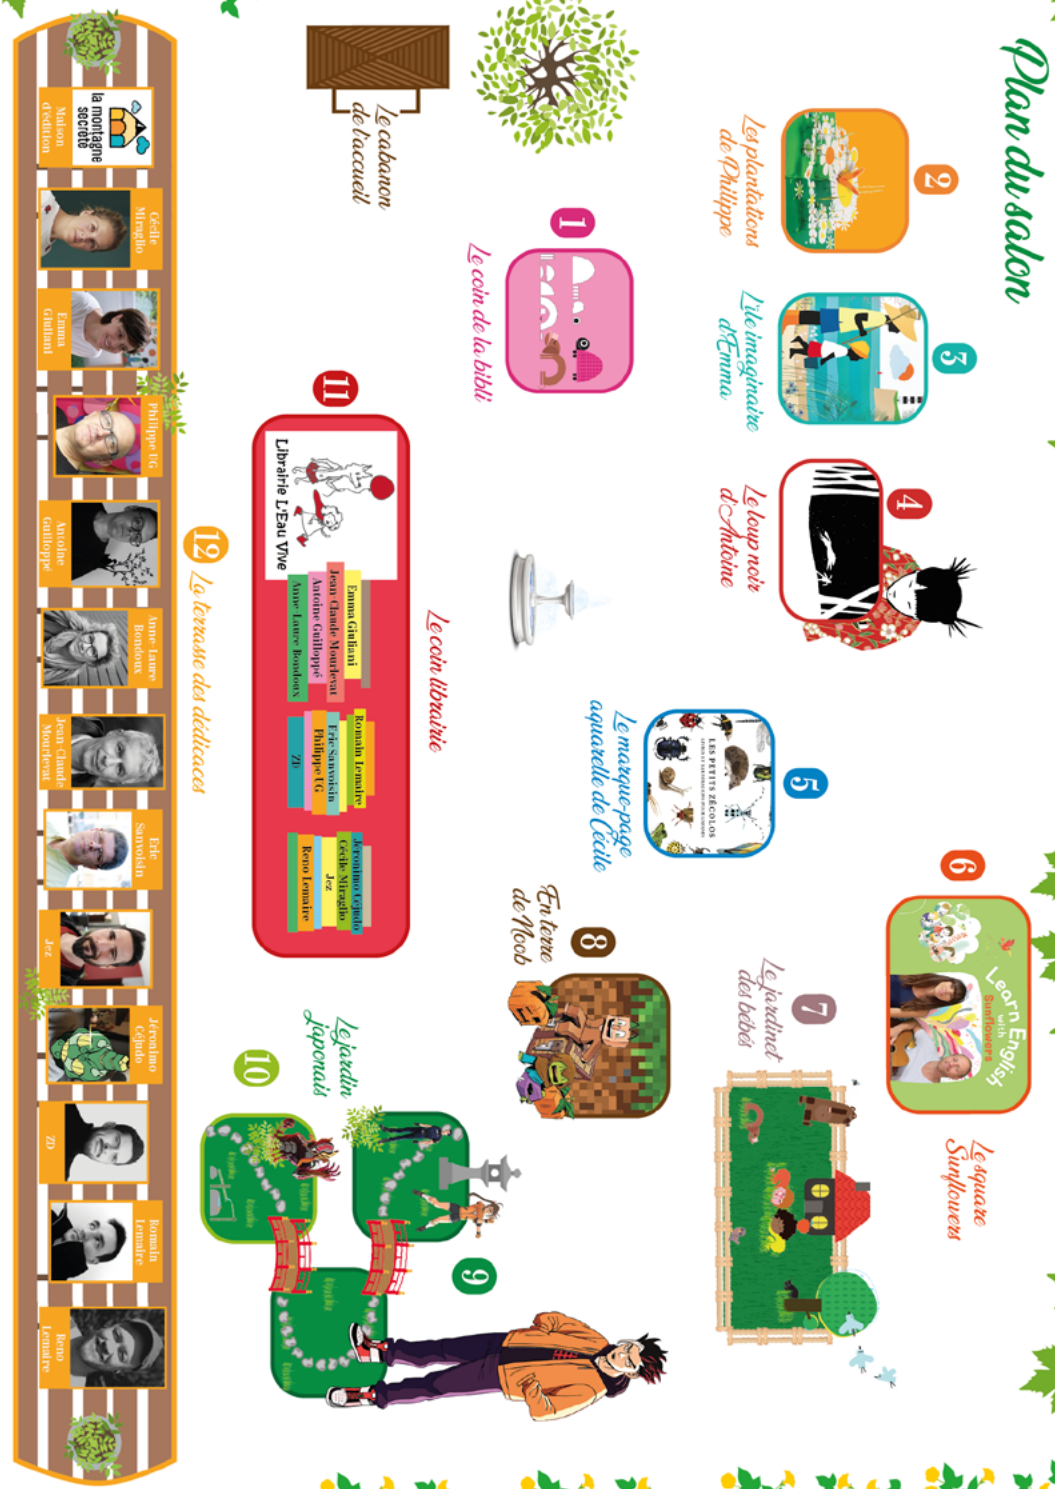 Plan du salon
2
Les plantations
de Philippe
3
L'île imaginaire
d'Emma
4
Le loup noir
d'Antoine
6
Learn English
with
Sunflowers
Le square
Sunflowers
1
Le coin de la bibli
5
LES PETITS ZÉCOLOS
Le marque-page
aquarelle de Cécile
7
Le jardinet
des bébés
8
En terre
de Noob
Le cabanon
de l'accueil
11
Le coin librairie
Librairie L'Eau Vive
Emma Giuliani
Jean-Claude Mourlevat
Antoine Guilloppé
Anne-Laure Bondoux
Romain Lemaire
Eric Sanvoisin
Philippe UG
ZD
Jeronimo Cejudo
Cécile Miraglio
Jez
Reno Lemaire
9
Le jardin
Japonais
10
12
La terrasse des dédicaces
la montagne
secrète
Maison
d'édition
Cécile
Miraglio
Emma
Giuliani
Philippe UG
Antoine
Guilloppé
Anne-Laure
Bondoux
Jean-Claude
Mourlevat
Eric
Sanvoisin
Jez
Jéronimo
Céjudo
ZD
Romain
Lemaire
Reno
Lemaire